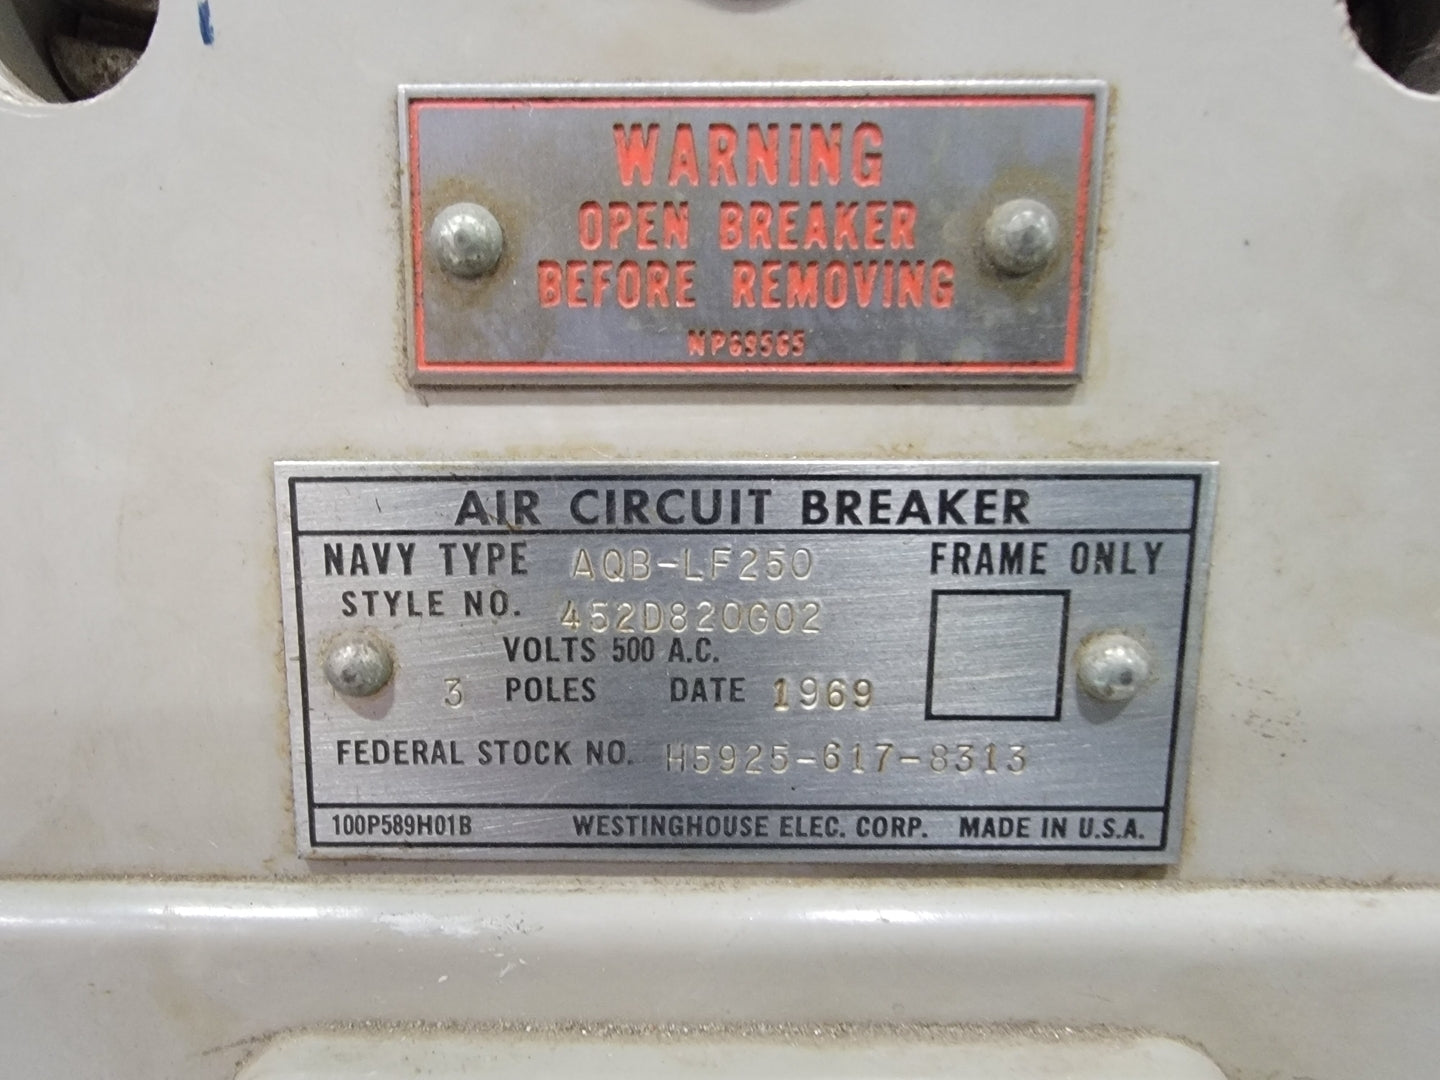 WARNING
OPEN BREAKER
BEFORE REMOVING
NP69565
AIR CIRCUIT BREAKER
NAVY TYPE AQB-LF250 FRAME ONLY
STYLE NO. 452D820G02
VOLTS 500 A.C.
3 POLES DATE 1969
FEDERAL STOCK NO. H5925-617-8313
100P589H01B WESTINGHOUSE ELEC. CORP. MADE IN U.S.A.